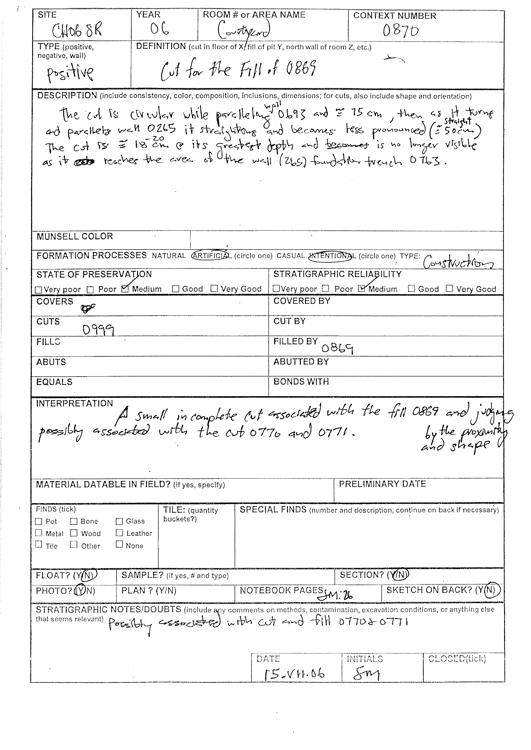 SITE YEAR ROOM # or AREA NAME CONTEXT NUMBER
CH06SR 06 Courtyard 0870
TYPE (positive, negative, wall) DEFINITION (cut in floor of X/fill of pit Y, north wall of room Z, etc.)
positive Cut for the Fill of 0869
DESCRIPTION (include consistency, color, composition, inclusions, dimensions; for cuts, also include shape and orientation)
The cut is circular while paralleling wall 0693 and ≅ 75 cm, then as it turns
and parallels wall 0265 it straightens and becomes less pronounced (≅ 50cm) straight
The cut is ≅ 18-20 cm @ its greatest depth and is no longer visible
as it reaches the area of the wall (265) foundation trench 0763.
MUNSELL COLOR
FORMATION PROCESSES NATURAL ARTIFICIAL (circle one) CASUAL INTENTIONAL (circle one) TYPE: Construction
STATE OF PRESERVATION STRATIGRAPHIC RELIABILITY
Very poor Poor Medium Good Very Good Very poor Poor Medium Good Very Good
COVERS COVERED BY
CUTS 0999 CUT BY
FILLS FILLED BY 0869
ABUTS ABUTTED BY
EQUALS BONDS WITH
INTERPRETATION
A small incomplete cut associated with the fill 0869 and judging
possibly associated with the cut 0770 and 0771. by the proximity
and shape
MATERIAL DATABLE IN FIELD? (if yes, specify) PRELIMINARY DATE
FINDS (tick) TILE: (quantity buckets?) SPECIAL FINDS (number and description, continue on back if necessary)
Pot Bone Glass
Metal Wood Leather
Tile Other None
FLOAT? (Y/N) SAMPLE? (if yes, # and type) SECTION? (Y/N)
PHOTO? (Y/N) PLAN? (Y/N) NOTEBOOK PAGES JM:26 SKETCH ON BACK? (Y/N)
STRATIGRAPHIC NOTES/DOUBTS (include any comments on methods, contamination, excavation conditions, or anything else
that seems relevant) Possibly associated with cut and fill 0770 & 0771
DATE INITIALS CLOSED(tick)
15.VII.06 JM